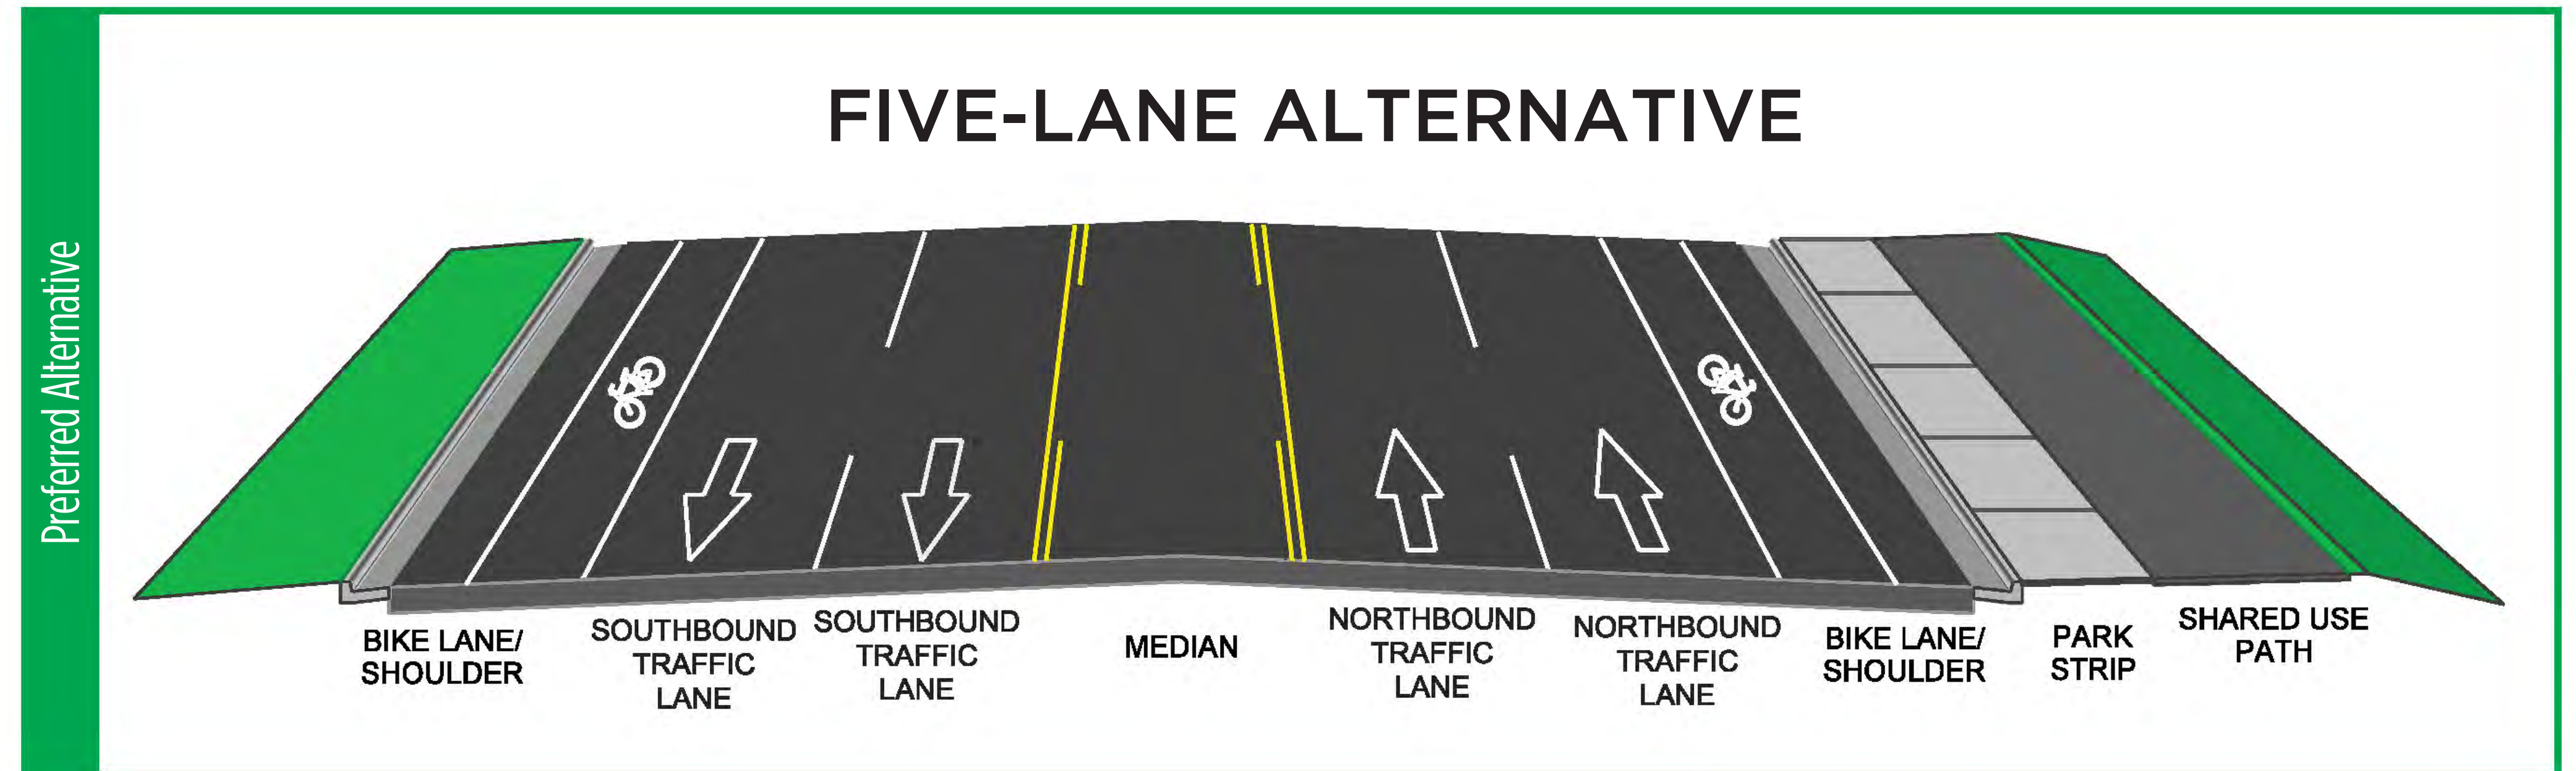 Preferred Alternative
FIVE-LANE ALTERNATIVE
BIKE LANE/
SHOULDER
SOUTHBOUND
TRAFFIC
LANE
SOUTHBOUND
TRAFFIC
LANE
MEDIAN
NORTHBOUND
TRAFFIC
LANE
NORTHBOUND
TRAFFIC
LANE
BIKE LANE/
SHOULDER
PARK
STRIP
SHARED USE
PATH